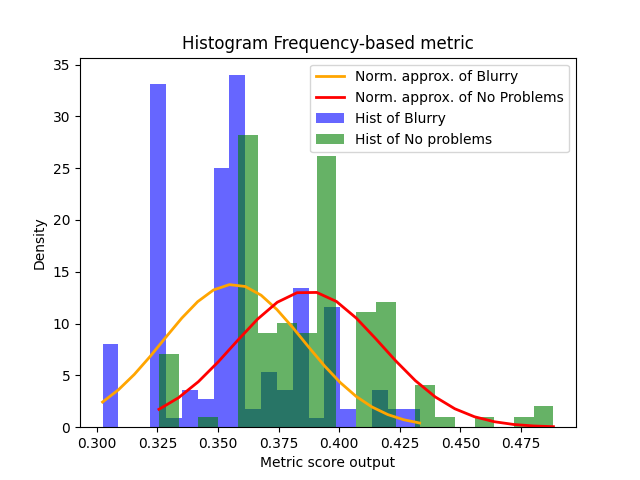 Histogram Frequency-based metric
Norm. approx. of Blurry
Norm. approx. of No Problems
Hist of Blurry
Hist of No problems
35
30
25
20
15
10
5
0
Density
0.300 0.325 0.350 0.375 0.400 0.425 0.450 0.475
Metric score output